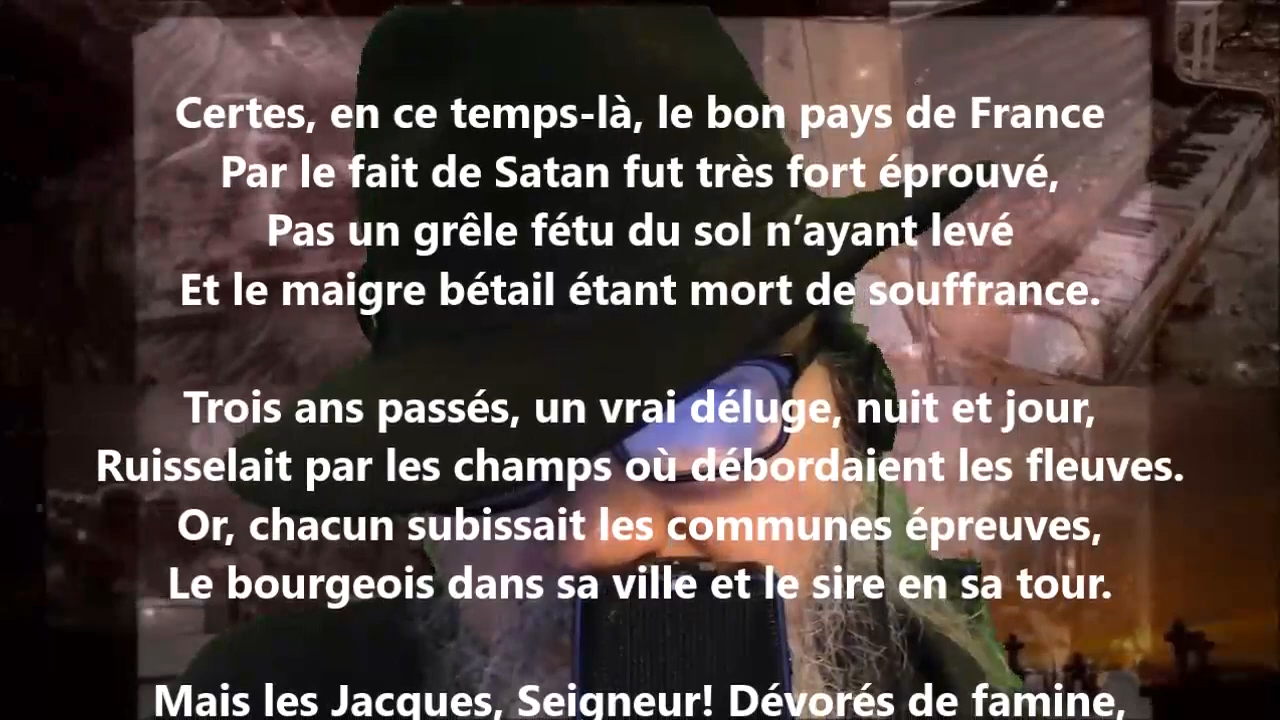 Certes, en ce temps-là, le bon pays de France
Par le fait de Satan fut très fort éprouvé,
Pas un grêle fétu du sol n’ayant levé
Et le maigre bétail étant mort de souffrance.
Trois ans passés, un vrai déluge, nuit et jour,
Ruisselait par les champs où débordaient les fleuves.
Or, chacun subissait les communes épreuves,
Le bourgeois dans sa ville et le sire en sa tour.
Mais les Jacques, Seigneur! Dévorés de famine,